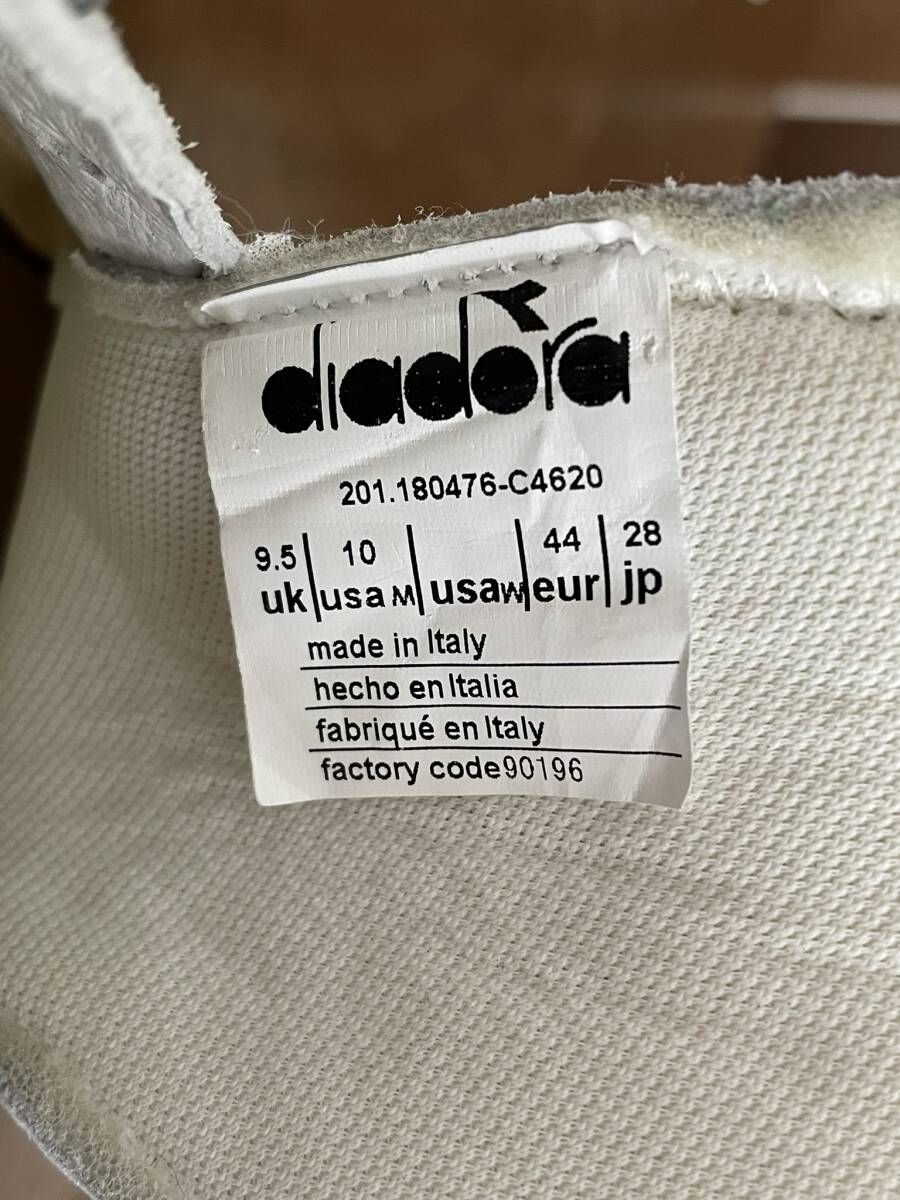 diadora
201.180476-C4620
9.5 10 44 28
uk usa M usa w eur jp
made in Italy
hecho en Italia
fabriqué en Italy
factory code 90196